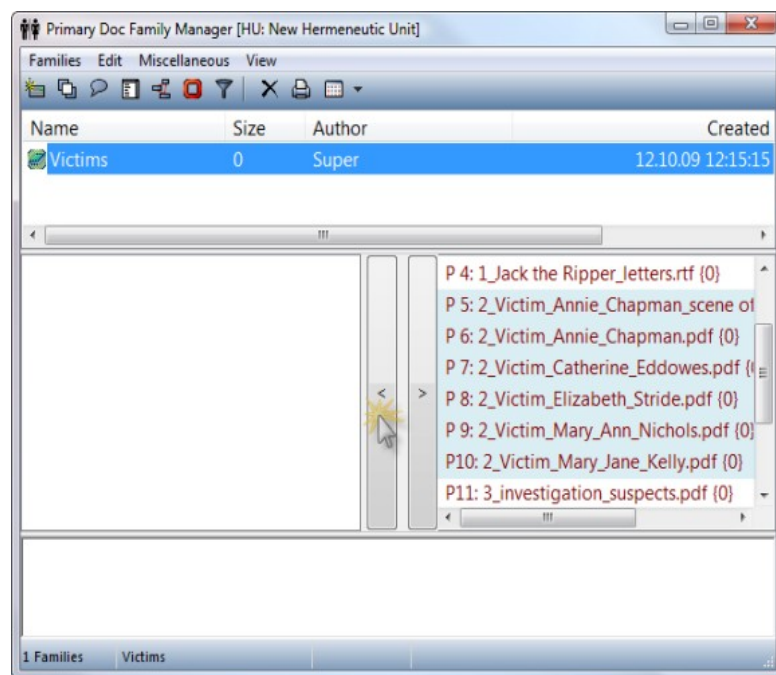 Primary Doc Family Manager [HU: New Hermeneutic Unit]
Families Edit Miscellaneous View
Name Size Author Created
Victims 0 Super 12.10.09 12:15:15
P 4: 1_Jack the Ripper_letters.rtf {0}
P 5: 2_Victim_Annie_Chapman_scene of
P 6: 2_Victim_Annie_Chapman.pdf {0}
P 7: 2_Victim_Catherine_Eddowes.pdf {
< > P 8: 2_Victim_Elizabeth_Stride.pdf {0}
P 9: 2_Victim_Mary_Ann_Nichols.pdf {0}
P10: 2_Victim_Mary_Jane_Kelly.pdf {0}
P11: 3_investigation_suspects.pdf {0}
1 Families Victims